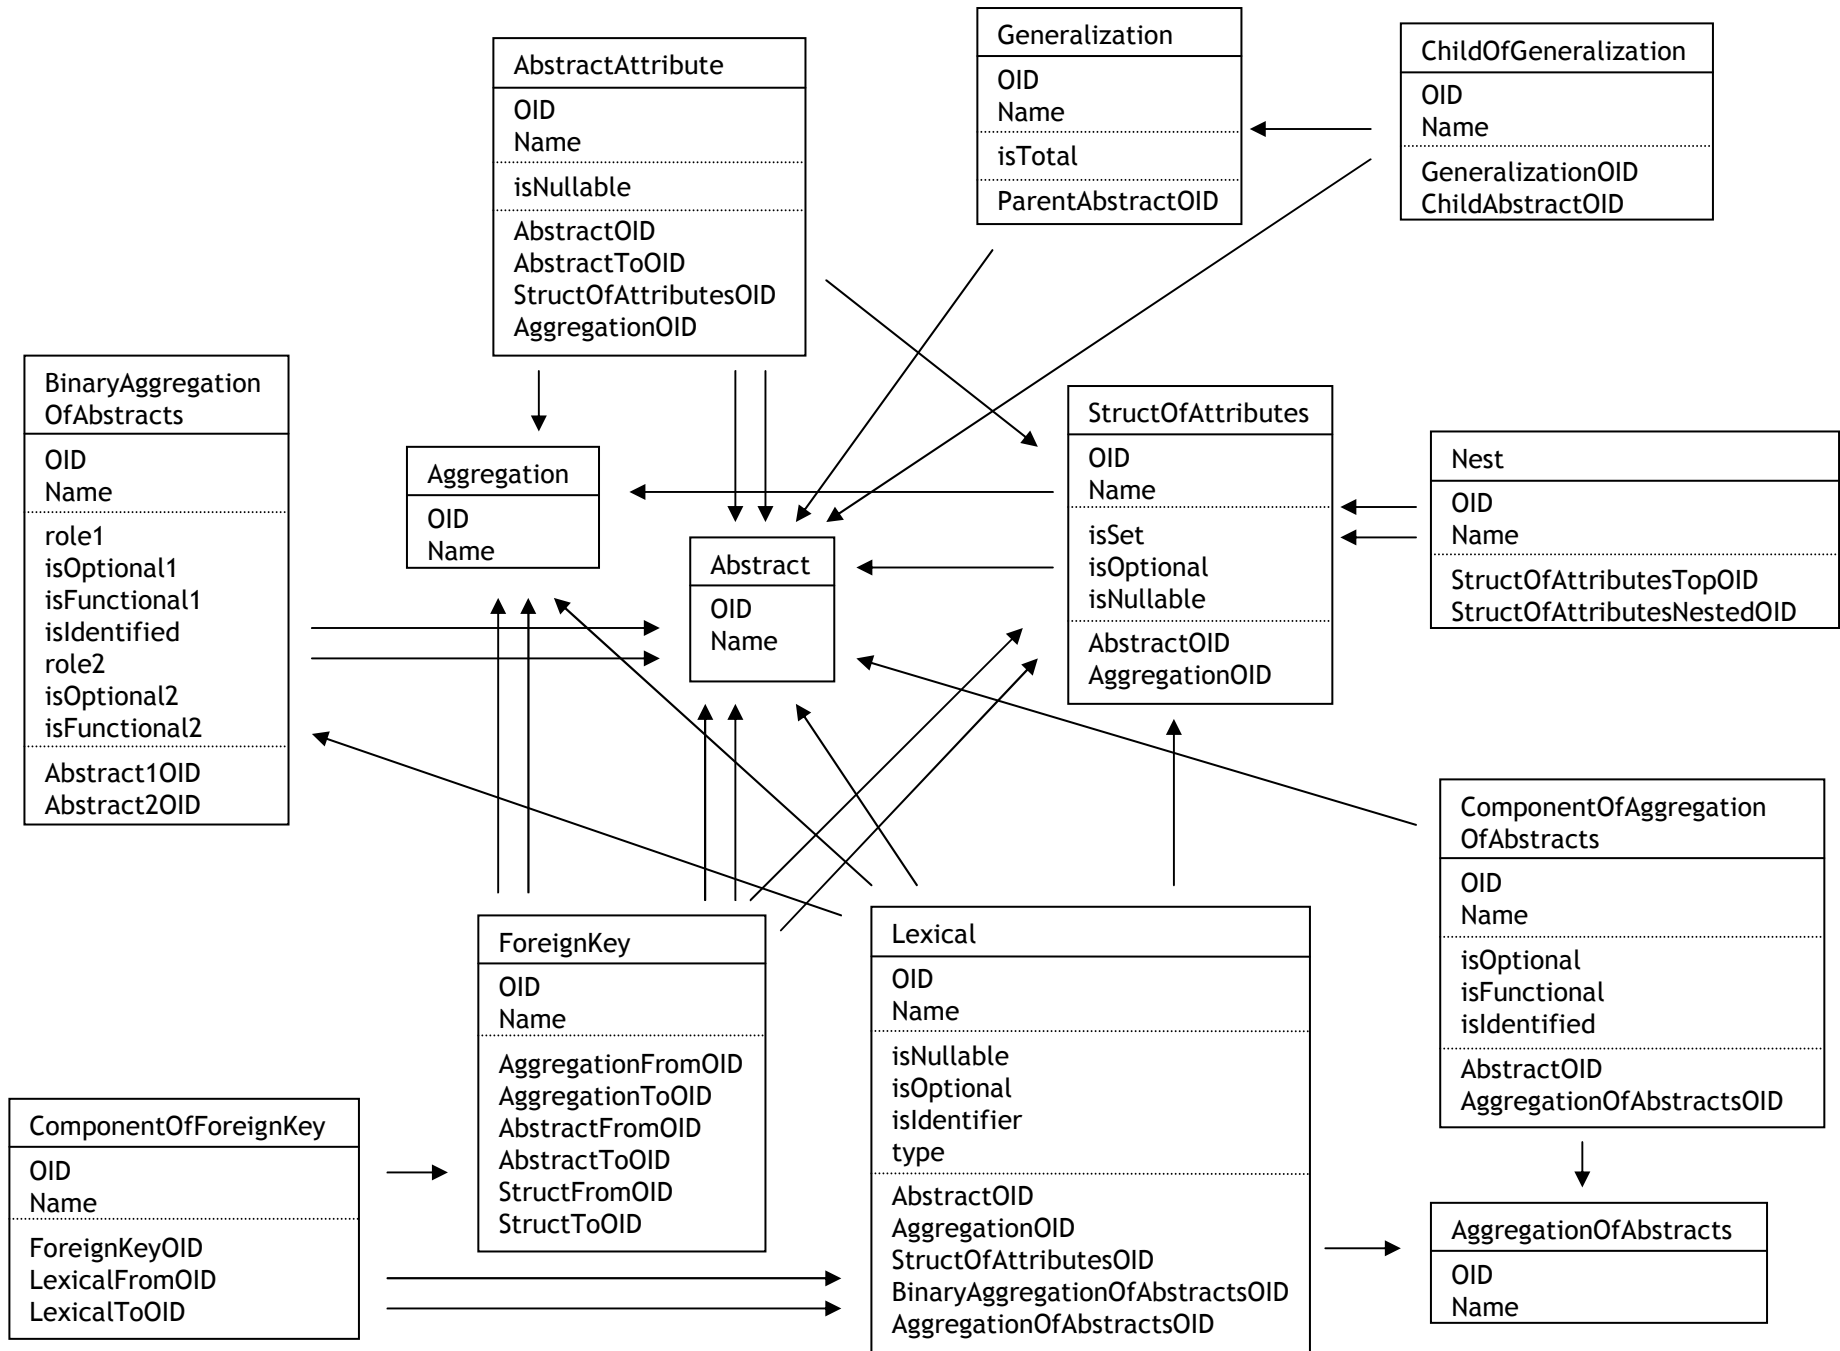 AbstractAttribute
OID
Name
isNullable
AbstractOID
AbstractToOID
StructOfAttributesOID
AggregationOID
Generalization
OID
Name
isTotal
ParentAbstractOID
ChildOfGeneralization
OID
Name
GeneralizationOID
ChildAbstractOID
BinaryAggregation
OfAbstracts
OID
Name
role1
isOptional1
isFunctional1
isIdentified
role2
isOptional2
isFunctional2
Abstract1OID
Abstract2OID
Aggregation
OID
Name
Abstract
OID
Name
StructOfAttributes
OID
Name
isSet
isOptional
isNullable
AbstractOID
AggregationOID
Nest
OID
Name
StructOfAttributesTopOID
StructOfAttributesNestedOID
ComponentOfAggregation
OfAbstracts
OID
Name
isOptional
isFunctional
isIdentified
AbstractOID
AggregationOfAbstractsOID
ForeignKey
OID
Name
AggregationFromOID
AggregationToOID
AbstractFromOID
AbstractToOID
StructFromOID
StructToOID
Lexical
OID
Name
isNullable
isOptional
isIdentifier
type
AbstractOID
AggregationOID
StructOfAttributesOID
BinaryAggregationOfAbstractsOID
AggregationOfAbstractsOID
ComponentOfForeignKey
OID
Name
ForeignKeyOID
LexicalFromOID
LexicalToOID
AggregationOfAbstracts
OID
Name